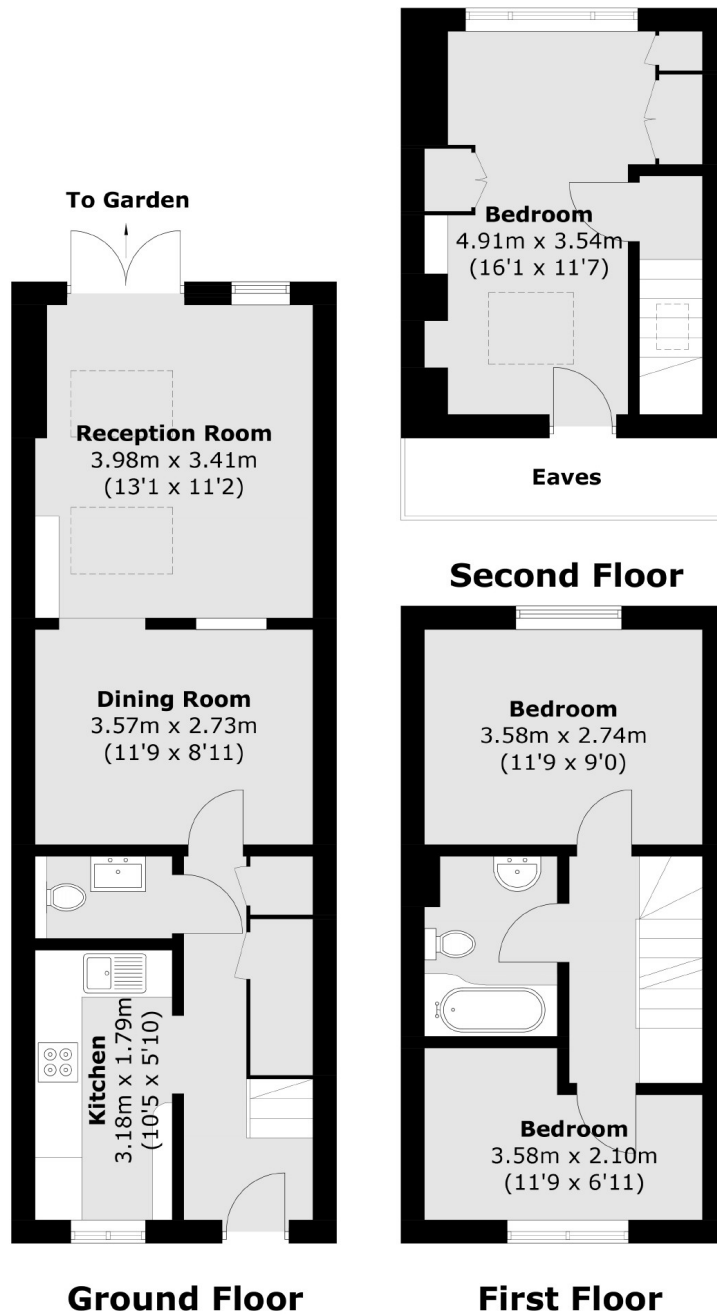 To Garden
Reception Room
3.98m x 3.41m
(13'1 x 11'2)
Dining Room
3.57m x 2.73m
(11'9 x 8'11)
Kitchen
3.18m x 1.79m
(10'5 x 5'10)
Ground Floor
Bedroom
4.91m x 3.54m
(16'1 x 11'7)
Eaves
Second Floor
Bedroom
3.58m x 2.74m
(11'9 x 9'0)
Bedroom
3.58m x 2.10m
(11'9 x 6'11)
First Floor